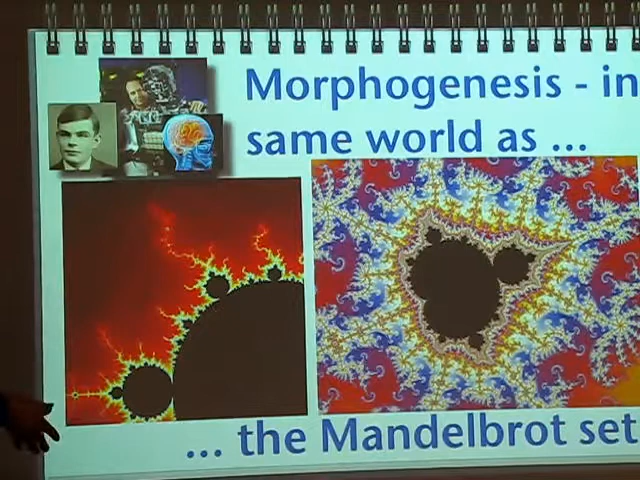 Morphogenesis - in
same world as ...
... the Mandelbrot set